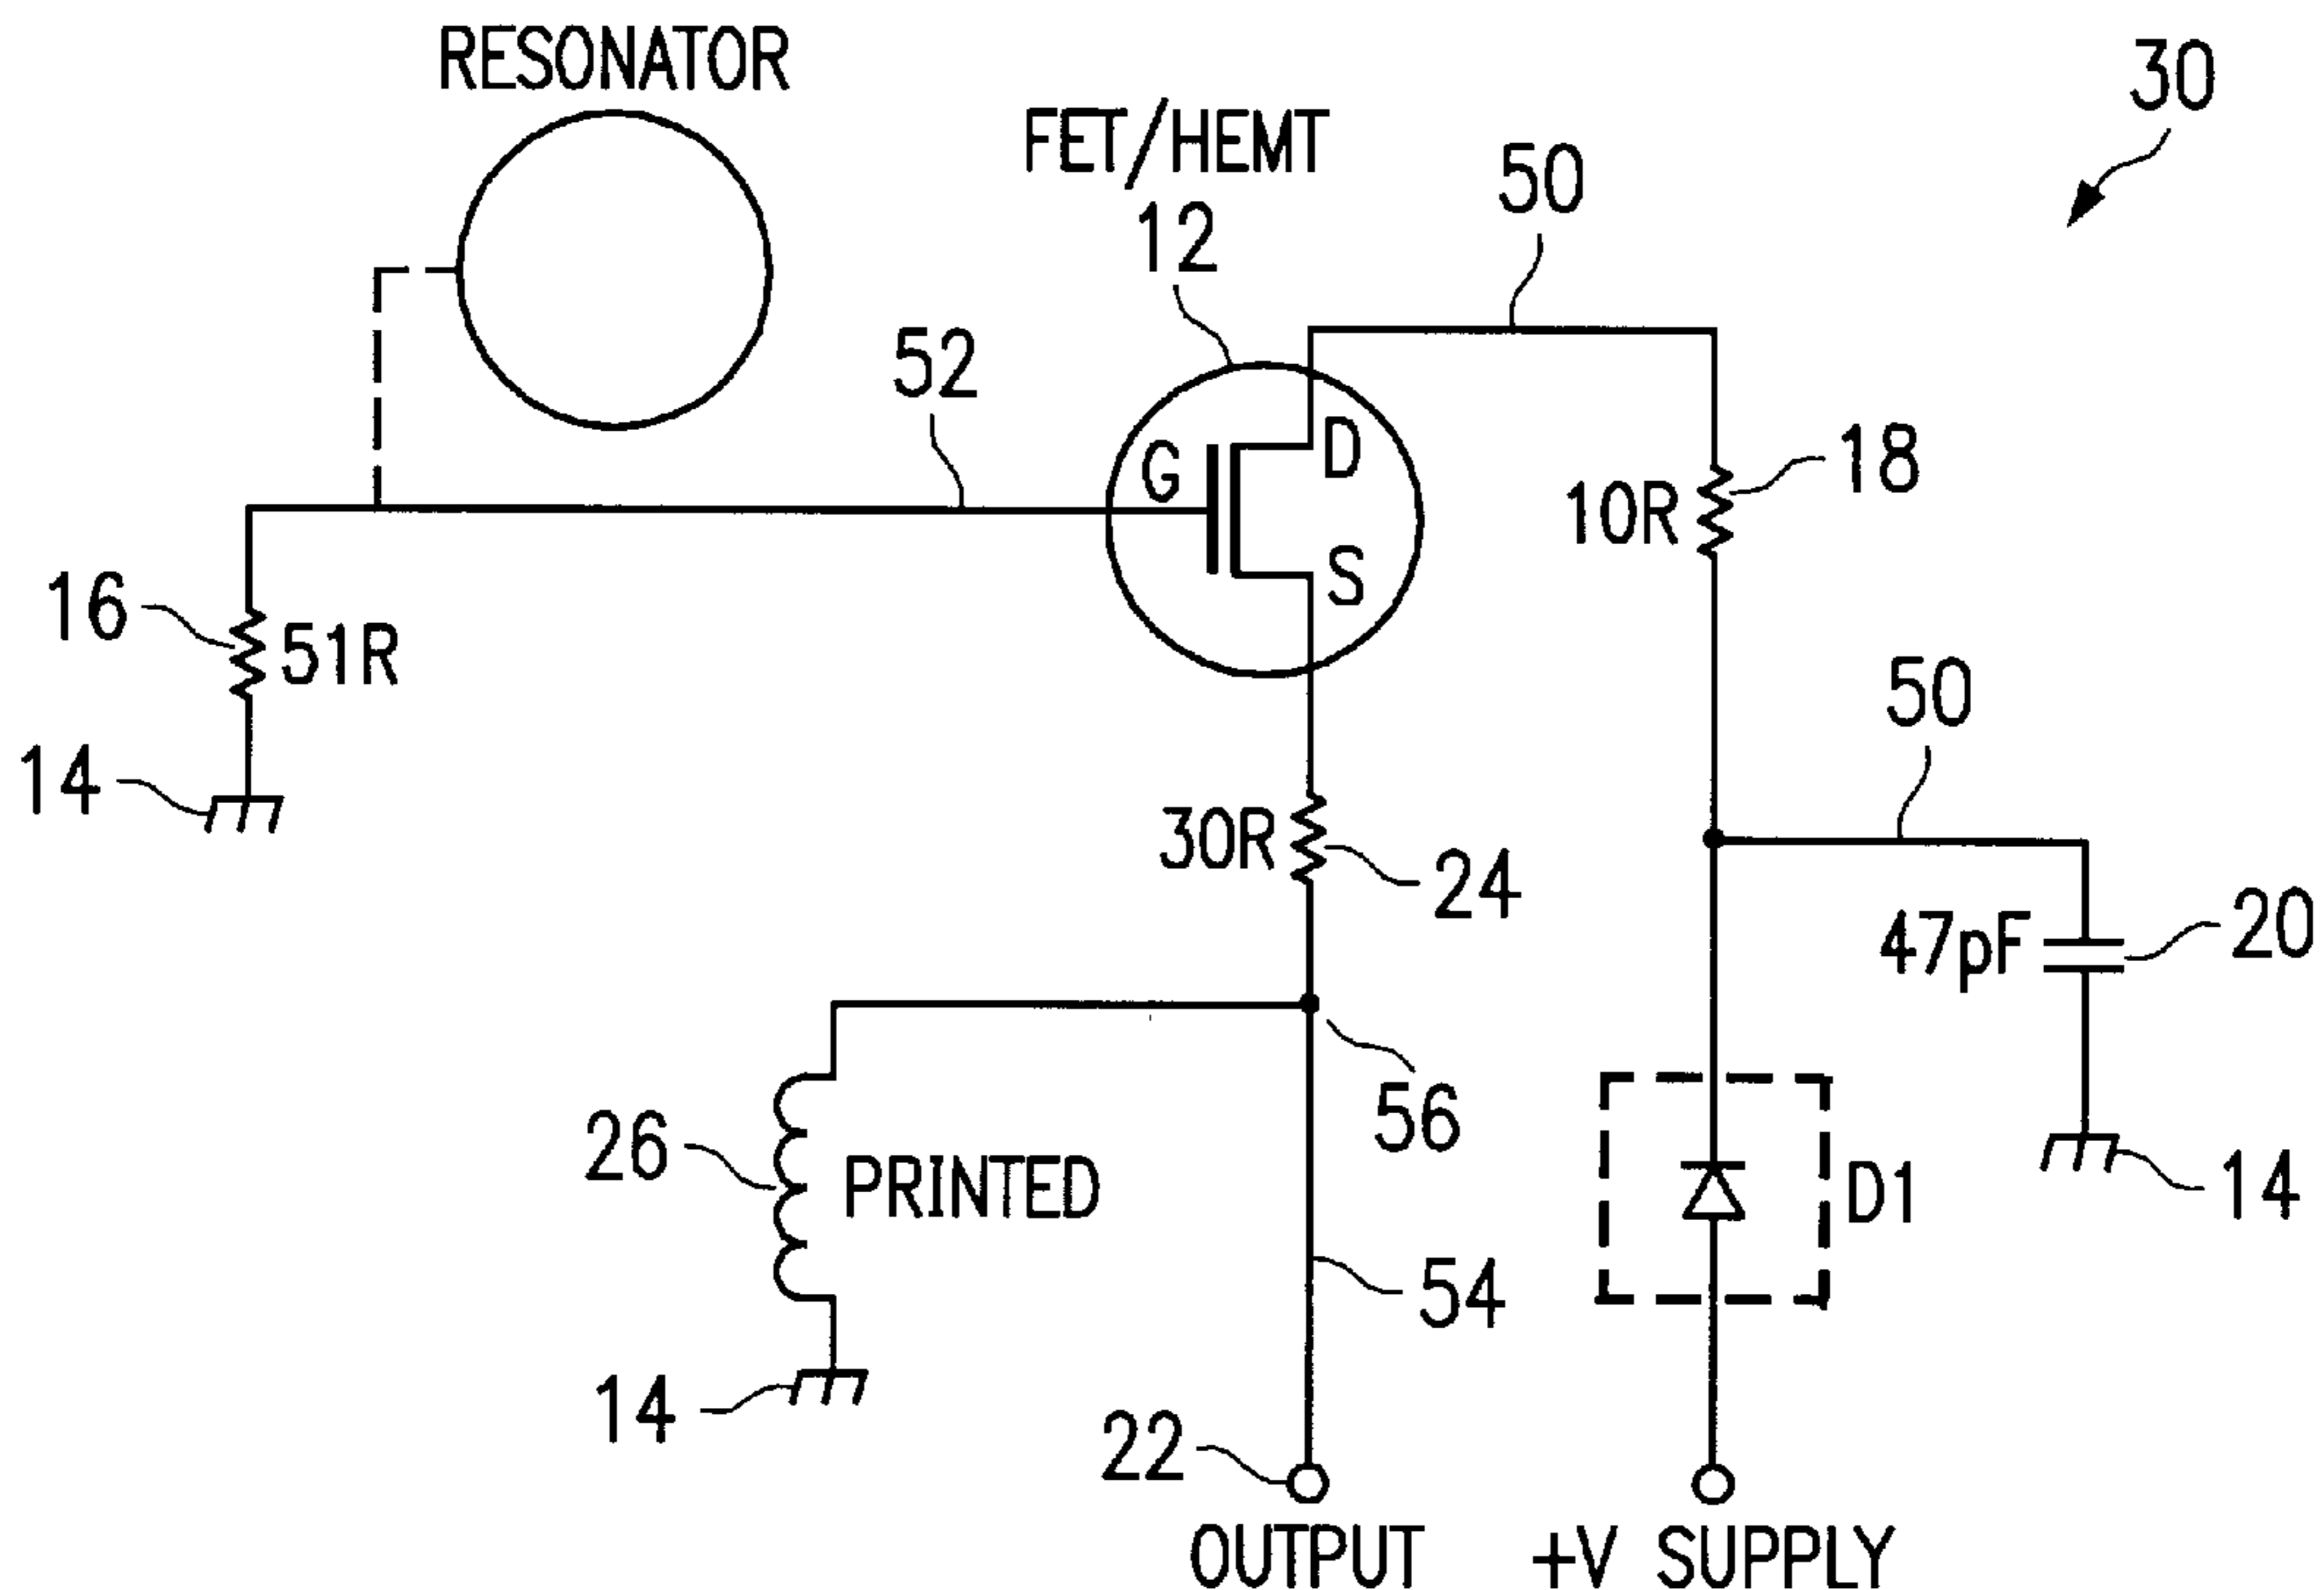 RESONATOR
30
FET/HEMT
12
50
52
G
D
S
18
10R
16
51R
14
50
30R
24
20
47pF
56
26
PRINTED
D1
14
54
14
22
OUTPUT
+V SUPPLY